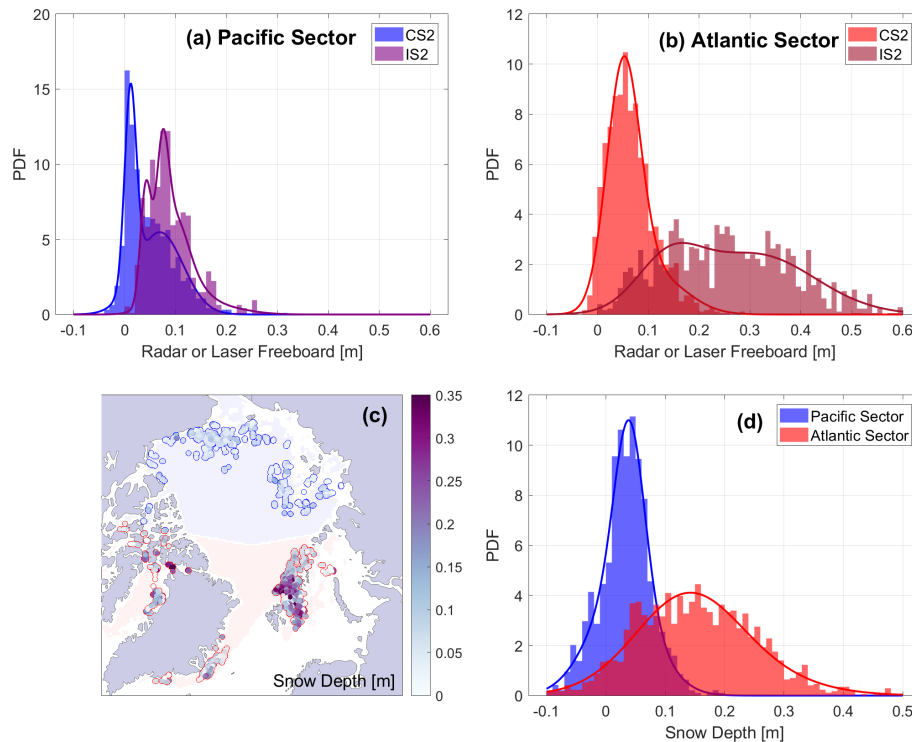 (a) Pacific Sector
CS2
IS2
20
15
10
5
0
PDF
-0.1 0 0.1 0.2 0.3 0.4 0.5 0.6
Radar or Laser Freeboard [m]
(b) Atlantic Sector
CS2
IS2
12
10
8
6
4
2
0
PDF
-0.1 0 0.1 0.2 0.3 0.4 0.5 0.6
Radar or Laser Freeboard [m]
(c)
Snow Depth [m]
0.35
0.3
0.25
0.2
0.15
0.1
0.05
0
(d)
Pacific Sector
Atlantic Sector
12
10
8
6
4
2
0
PDF
-0.1 0 0.1 0.2 0.3 0.4 0.5
Snow Depth [m]